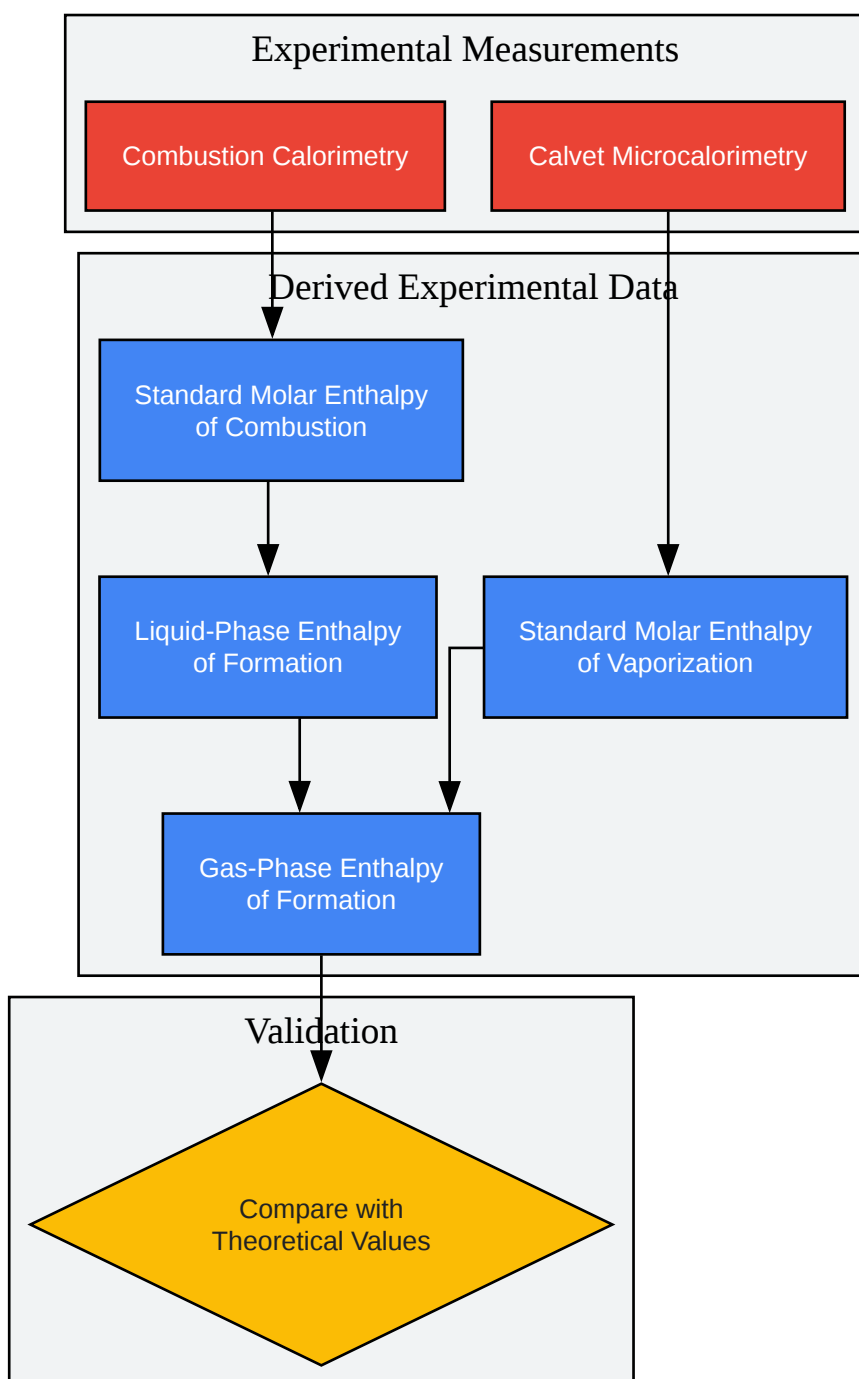 Experimental Measurements
Combustion Calorimetry
Calvet Microcalorimetry
Derived Experimental Data
Standard Molar Enthalpy
of Combustion
Liquid-Phase Enthalpy
of Formation
Standard Molar Enthalpy
of Vaporization
Gas-Phase Enthalpy
of Formation
Validation
Compare with
Theoretical Values